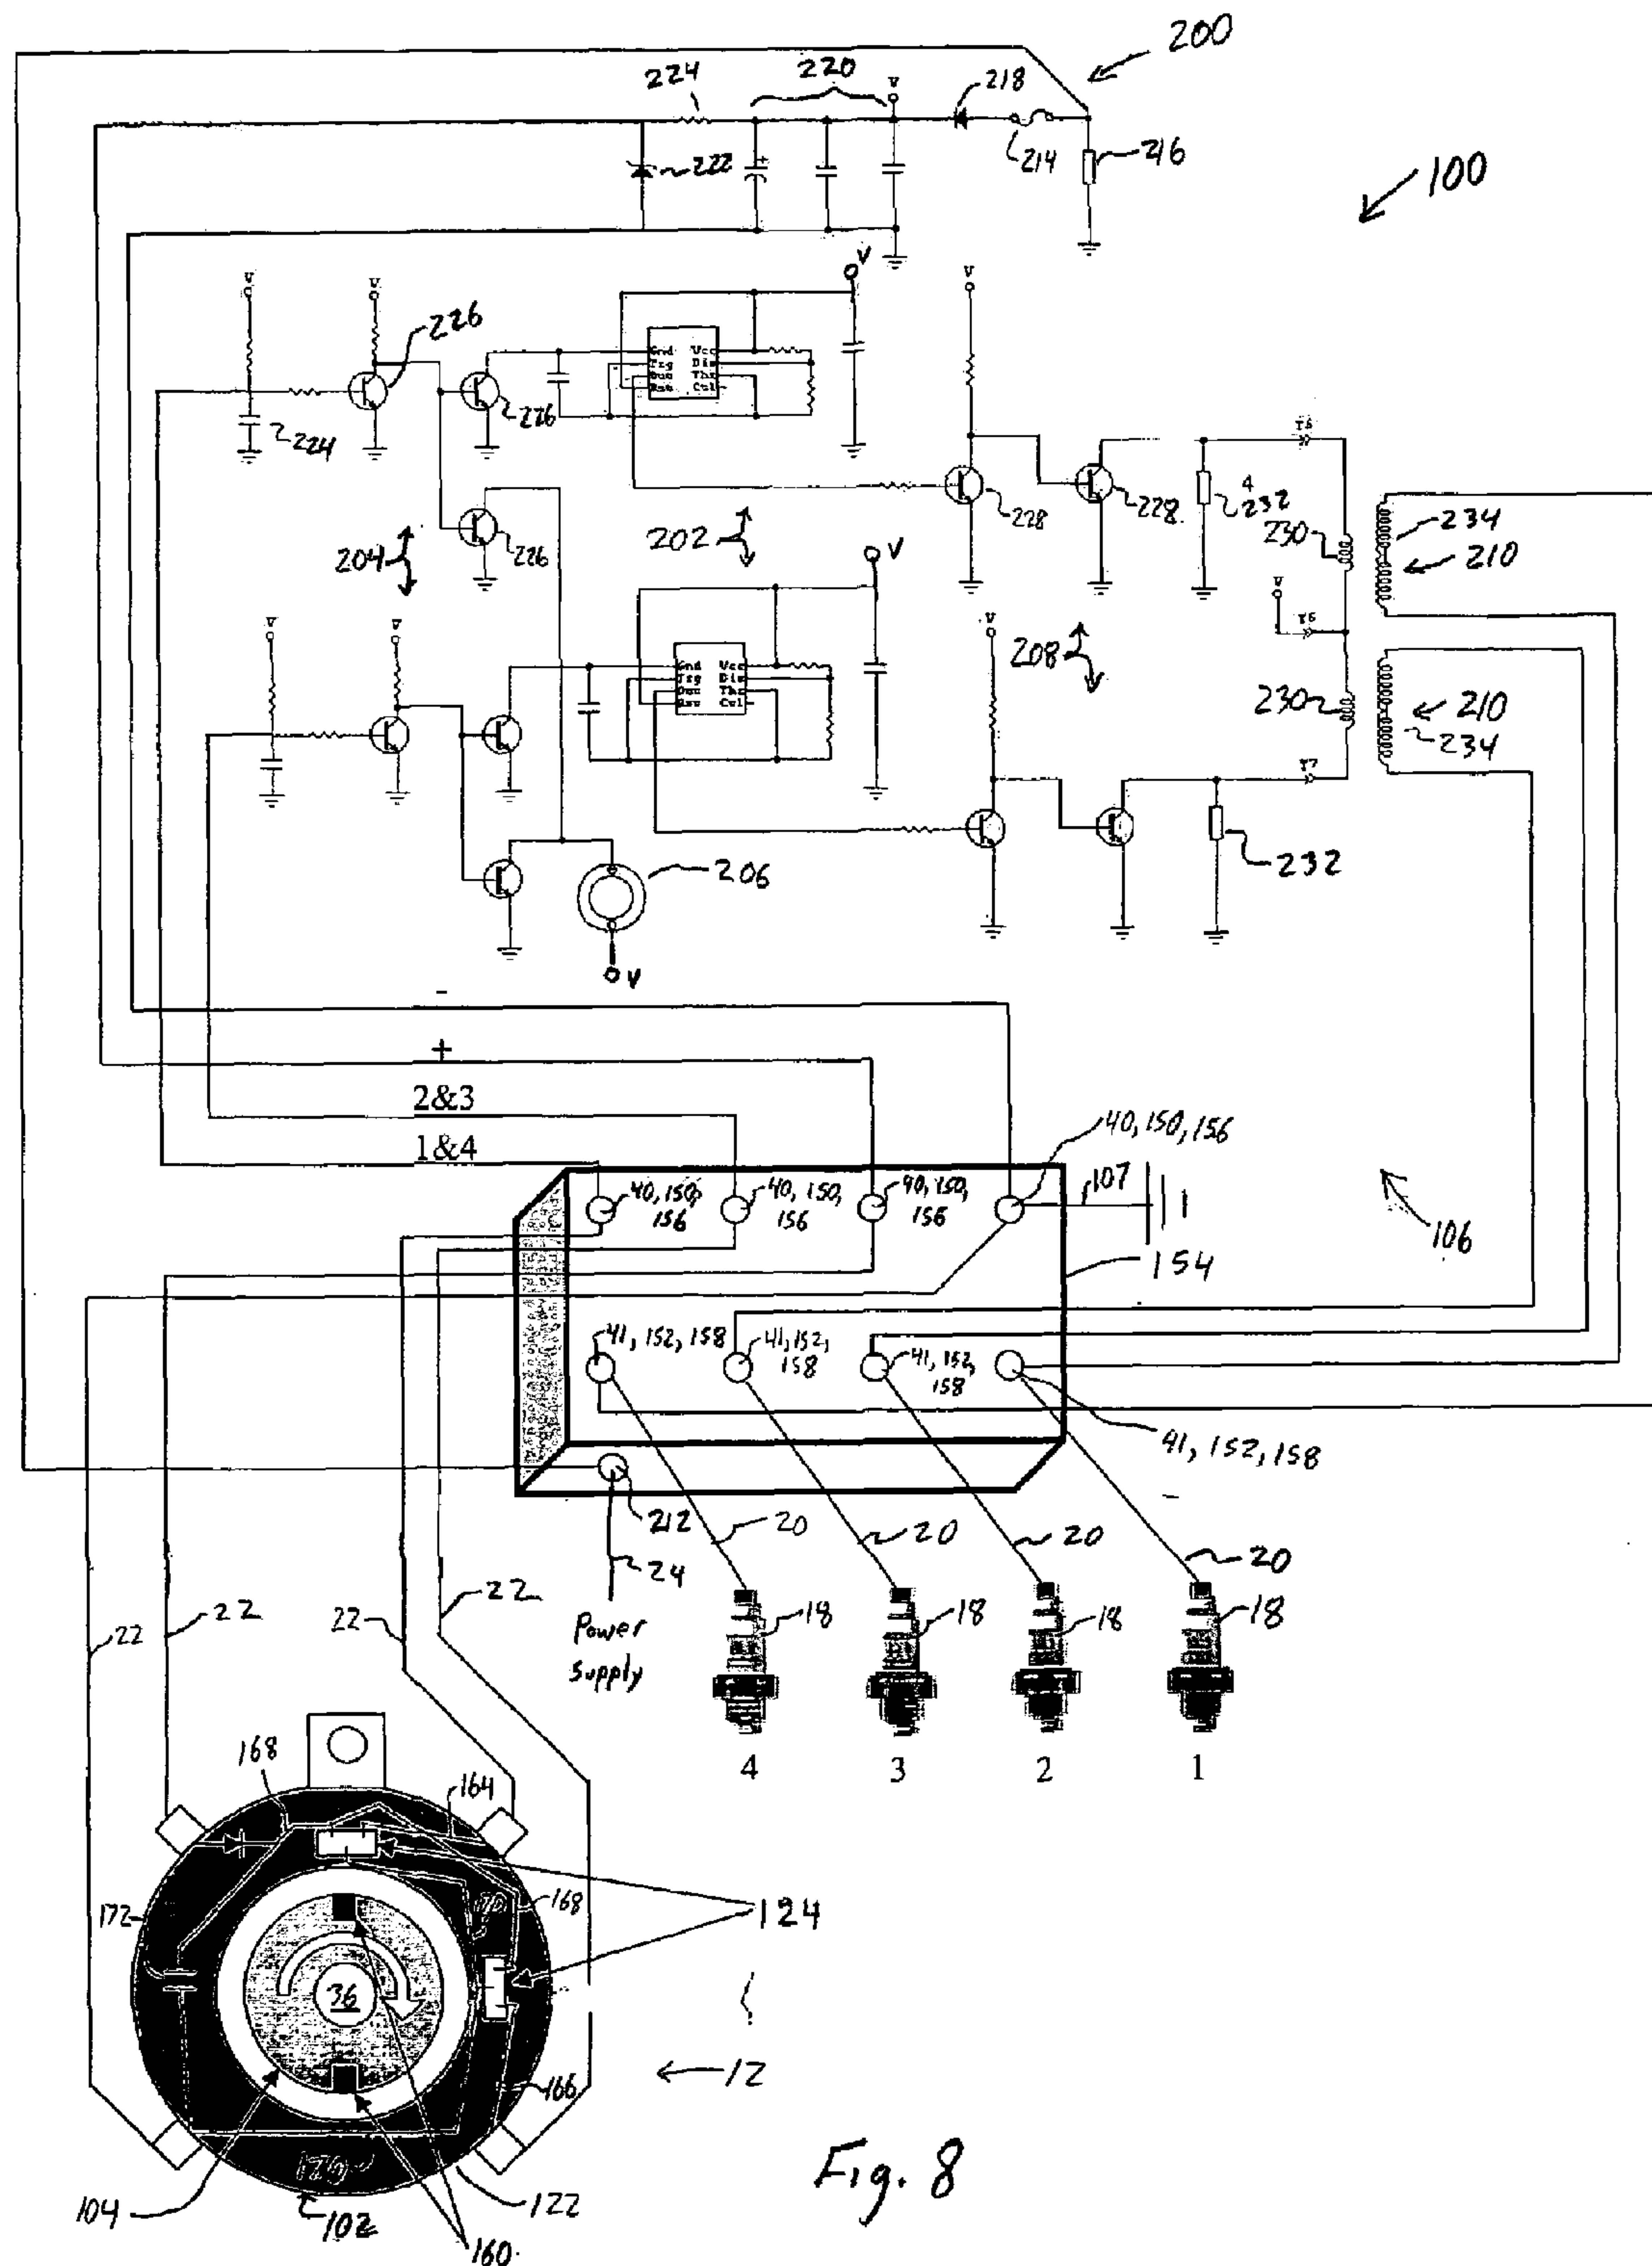 200
224
220
V
218
+
222
214
216
100
V
V
V
V
226
Gnd Vcc
Trg Dis
Out Thr
Rst Ctl
226
224
T5
228
228
4
232
234
230
210
204
226
202
V
V
T6
V
V
V
208
Gnd Vcc
Trg Dis
Out Thr
Rst Ctl
230
210
234
T7
206
232
V
-
+
2&3
1&4
40, 150, 156
107
40, 150, 156
40, 150, 156
40, 150, 156
106
154
41, 152, 158
41, 152, 158
41, 152, 158
41, 152, 158
212
20
20
20
20
24
22
22
22
22
Power Supply
18
18
18
18
4
3
2
1
168
164
172
170
168
124
36
12
166
120
104
102
122
160
Fig. 8